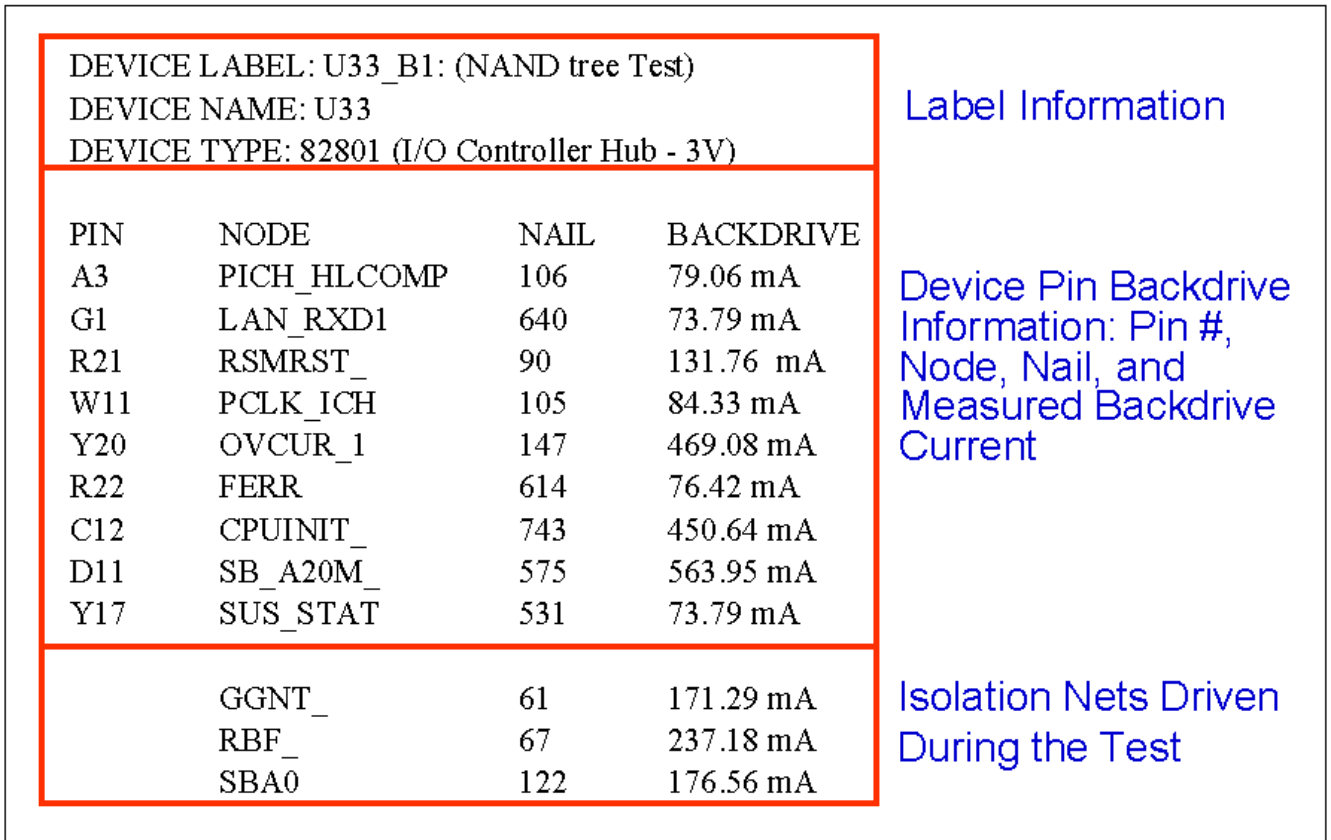 DEVICE LABEL: U33_B1: (NAND tree Test)
DEVICE NAME: U33
DEVICE TYPE: 82801 (I/O Controller Hub - 3V)
Label Information
PIN NODE NAIL BACKDRIVE
A3 PICH_HLCOMP 106 79.06 mA
G1 LAN_RXD1 640 73.79 mA
R21 RSMRST_ 90 131.76 mA
W11 PCLK_ICH 105 84.33 mA
Y20 OVCUR_1 147 469.08 mA
R22 FERR 614 76.42 mA
C12 CPUINIT_ 743 450.64 mA
D11 SB_A20M_ 575 563.95 mA
Y17 SUS_STAT 531 73.79 mA
Device Pin Backdrive
Information: Pin #,
Node, Nail, and
Measured Backdrive
Current
GGNT_ 61 171.29 mA
RBF_ 67 237.18 mA
SBA0 122 176.56 mA
Isolation Nets Driven
During the Test